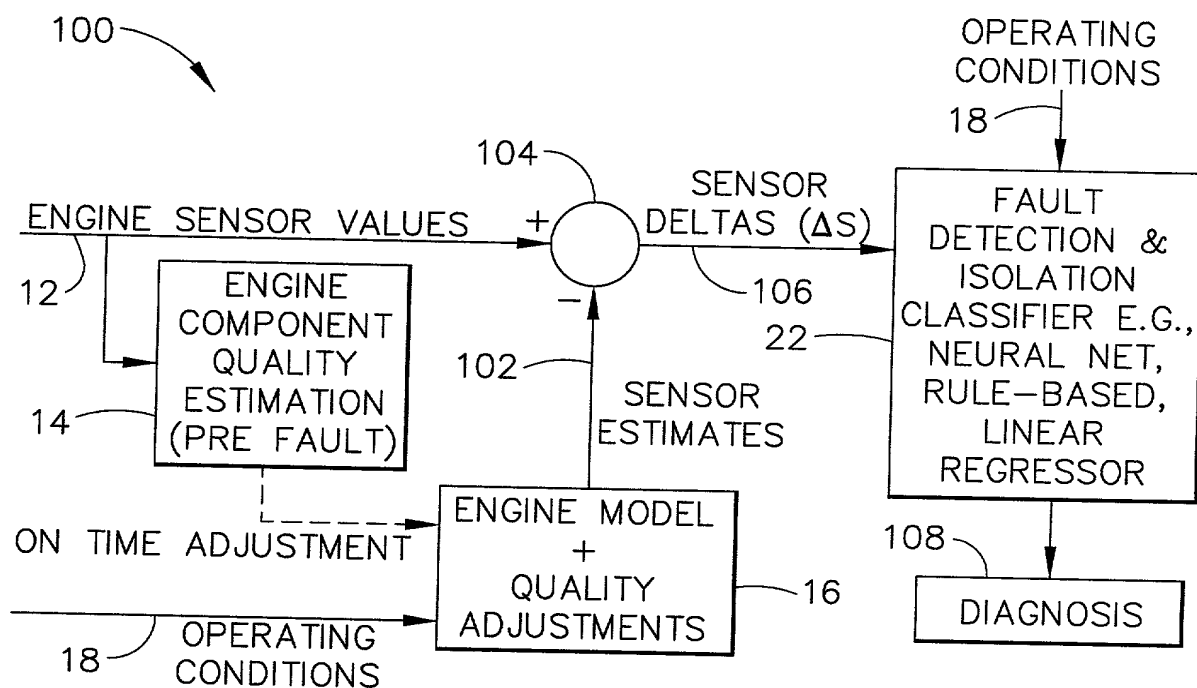 100
OPERATING
CONDITIONS
18
104
SENSOR
DELTAS (ΔS)
ENGINE SENSOR VALUES
+
-
12
106
ENGINE
COMPONENT
QUALITY
ESTIMATION
(PRE FAULT)
14
102
SENSOR
ESTIMATES
FAULT
DETECTION &
ISOLATION
CLASSIFIER E.G.,
NEURAL NET,
RULE-BASED,
LINEAR
REGRESSOR
22
ON TIME ADJUSTMENT
ENGINE MODEL
+
QUALITY
ADJUSTMENTS
16
18
OPERATING
CONDITIONS
108
DIAGNOSIS